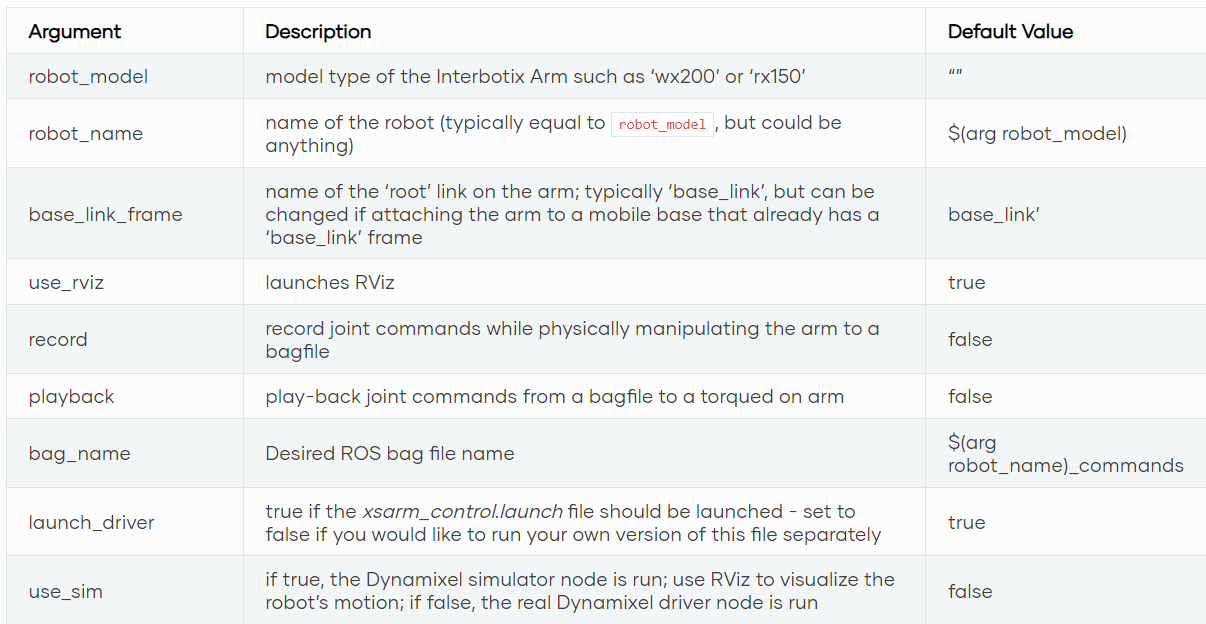 Argument Description Default Value
robot_model model type of the Interbotix Arm such as ‘wx200’ or ‘rx150’ “”
robot_name name of the robot (typically equal to robot_model, but could be
anything) $(arg robot_model)
base_link_frame name of the ‘root’ link on the arm; typically ‘base_link’, but can be
changed if attaching the arm to a mobile base that already has a
‘base_link’ frame base_link’
use_rviz launches RViz true
record record joint commands while physically manipulating the arm to a
bagfile false
playback play-back joint commands from a bagfile to a torqued on arm false
bag_name Desired ROS bag file name $(arg
robot_name)_commands
launch_driver true if the xsarm_control.launch file should be launched - set to
false if you would like to run your own version of this file separately true
use_sim if true, the Dynamixel simulator node is run; use RViz to visualize the
robot’s motion; if false, the real Dynamixel driver node is run false